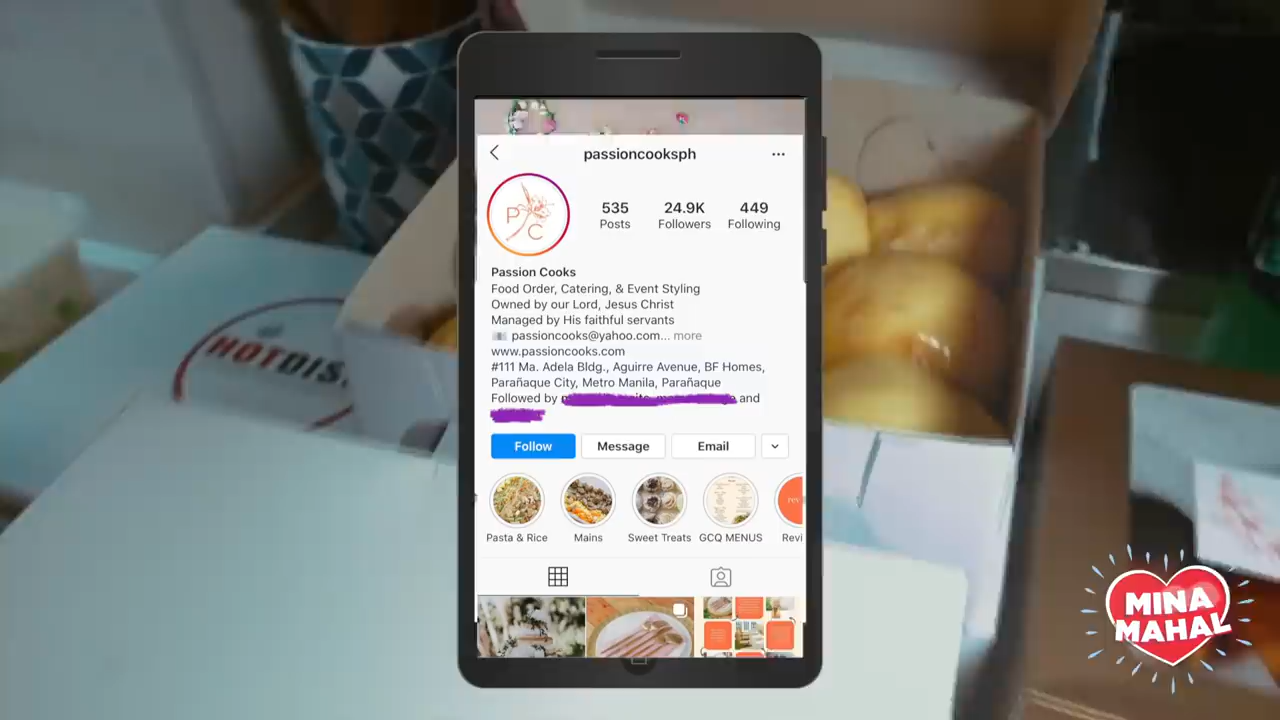 passioncooksph
...
P
C
535
24.9K
449
Posts
Followers
Following
Passion Cooks
Food Order, Catering, & Event Styling
Owned by our Lord, Jesus Christ
Managed by His faithful servants
passioncooks@yahoo.com... more
www.passioncooks.com
#111 Ma. Adela Bldg., Aguirre Avenue, BF Homes,
Parañaque City, Metro Manila, Parañaque
Followed by
and
Follow
Message
Email
Pasta & Rice
Mains
Sweet Treats
GCQ MENUS
Revi
HOTDIS
MINA
MAHAL